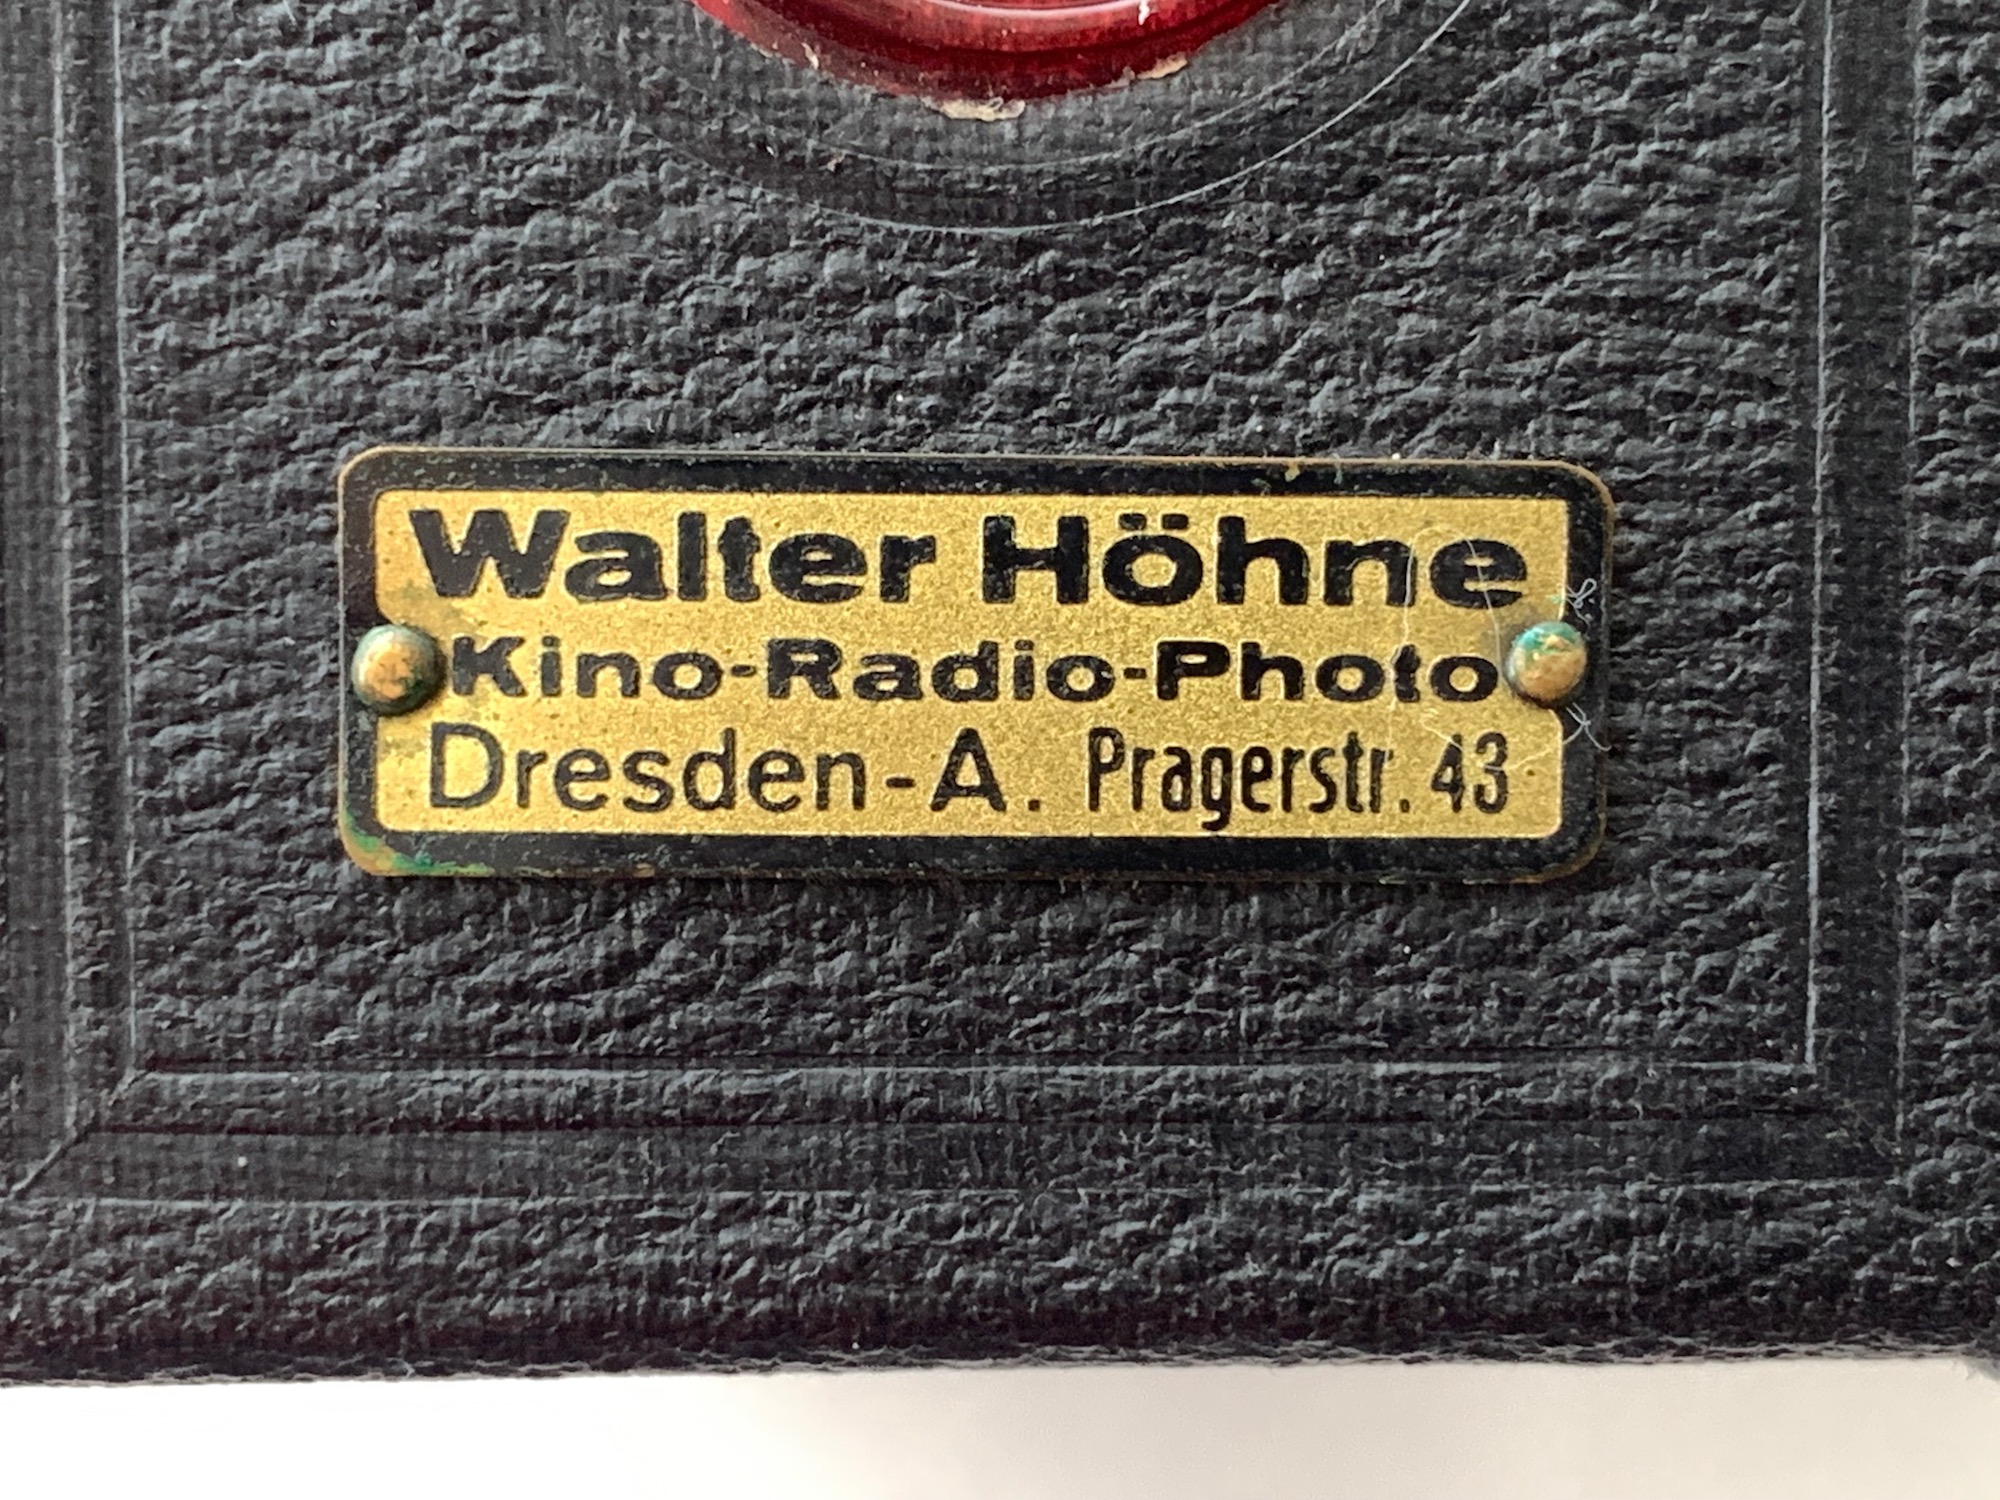 Walter Höhne
Kino-Radio-Photo
Dresden-A. Pragerstr. 43